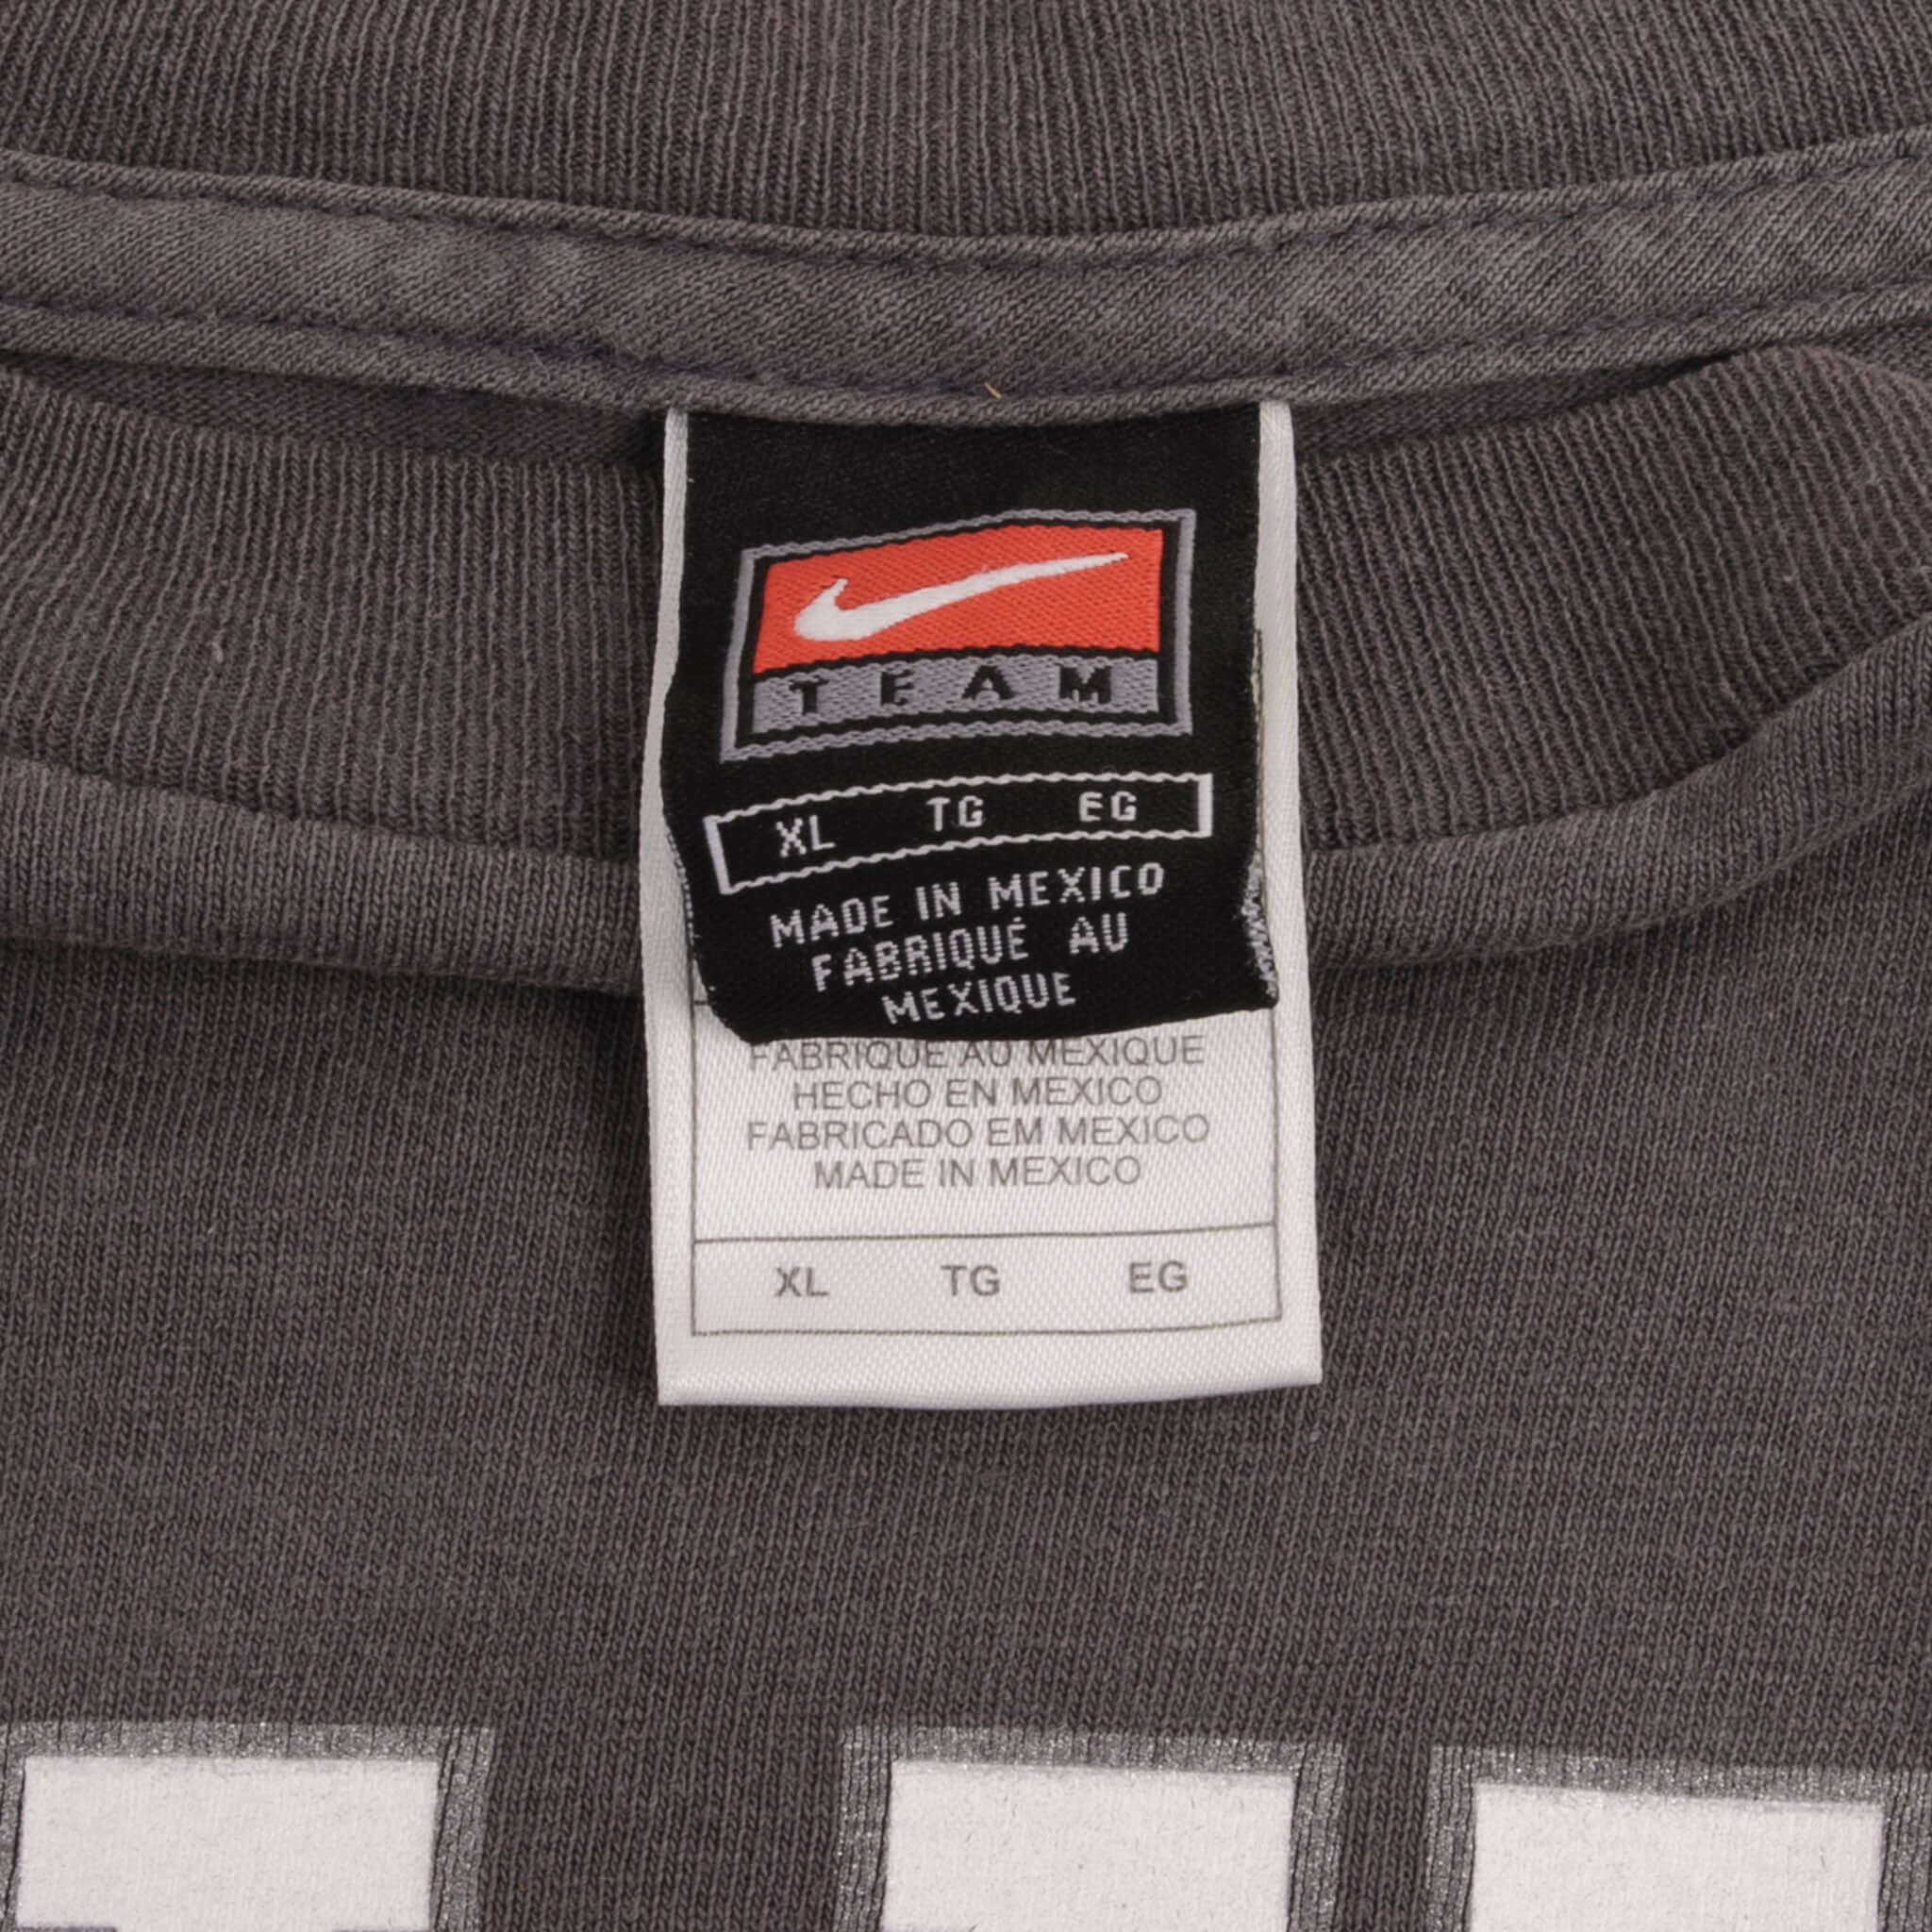 TEAM
XL TG EG
MADE IN MEXICO
FABRIQUÉ AU
MEXIQUE
FABRIQUE AU MEXIQUE
HECHO EN MEXICO
FABRICADO EM MEXICO
MADE IN MEXICO
XL TG EG